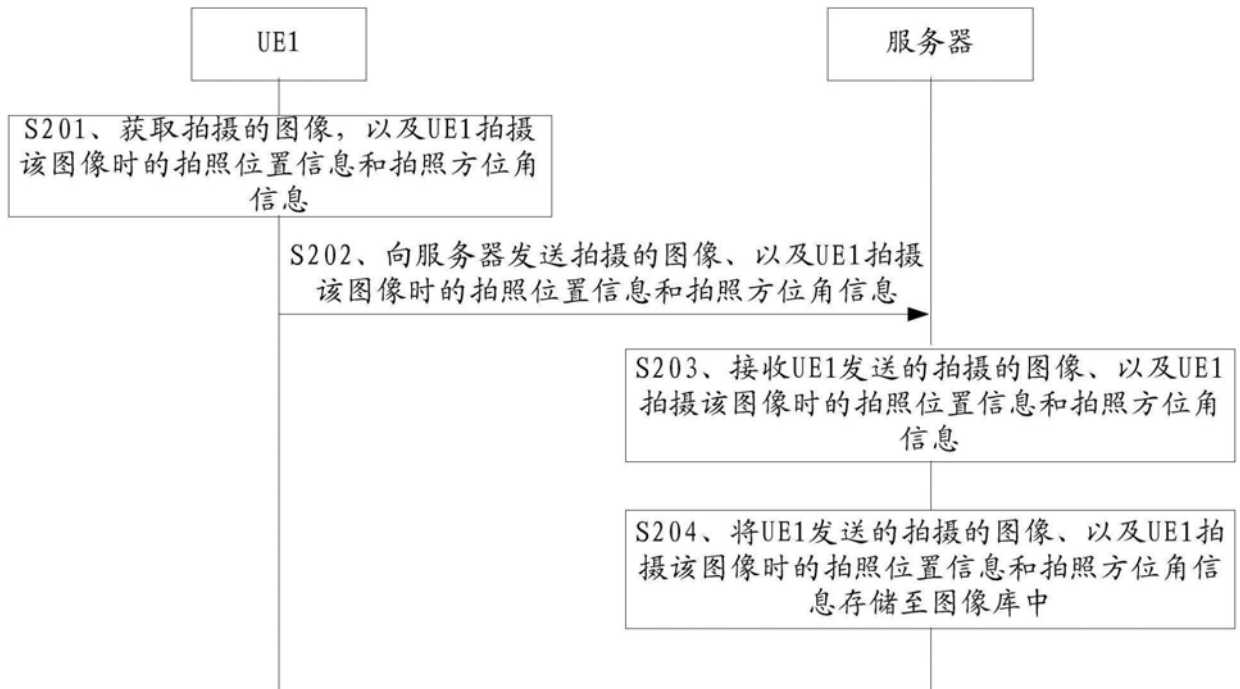 UE1
服务器
S201、获取拍摄的图像，以及UE1拍摄
该图像时的拍照位置信息和拍照方位角
信息
S202、向服务器发送拍摄的图像、以及UE1拍摄
该图像时的拍照位置信息和拍照方位角信息
S203、接收UE1发送的拍摄的图像、以及UE1
拍摄该图像时的拍照位置信息和拍照方位角
信息
S204、将UE1发送的拍摄的图像、以及UE1拍
摄该图像时的拍照位置信息和拍照方位角信
息存储至图像库中